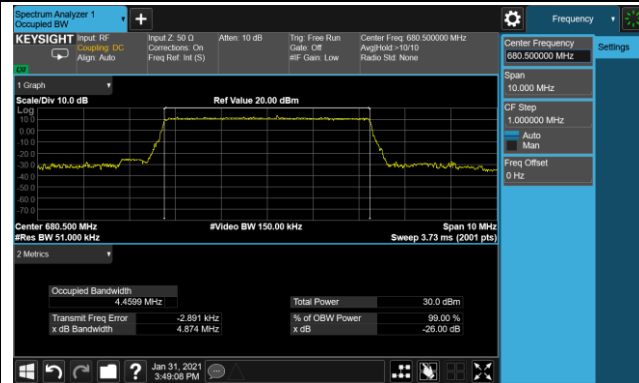 Spectrum Analyzer 1
Occupied BW
+
Frequency
KEYSIGHT
Input: RF
Coupling: DC
Align: Auto
Input Z: 50 Ω
Corrections: On
Freq Ref: Int (S)
Atten: 10 dB
Trig: Free Run
Gate: Off
#IF Gain: Low
Center Freq: 680.500000 MHz
Avg|Hold:>10/10
Radio Std: None
LXI
Center Frequency
680.500000 MHz
Settings
Span
10.000 MHz
CF Step
1.000000 MHz
Auto
Man
Freq Offset
0 Hz
1 Graph
Scale/Div 10.0 dB
Ref Value 20.00 dBm
Log
10.0
0.00
-10.0
-20.0
-30.0
-40.0
-50.0
-60.0
-70.0
Center 680.500 MHz
#Video BW 150.00 kHz
Span 10 MHz
#Res BW 51.000 kHz
Sweep 3.73 ms (2001 pts)
2 Metrics
Occupied Bandwidth
4.4599 MHz
Total Power 30.0 dBm
Transmit Freq Error -2.891 kHz
% of OBW Power 99.00 %
x dB Bandwidth 4.874 MHz
x dB -26.00 dB
?
Jan 31, 2021
3:49:08 PM